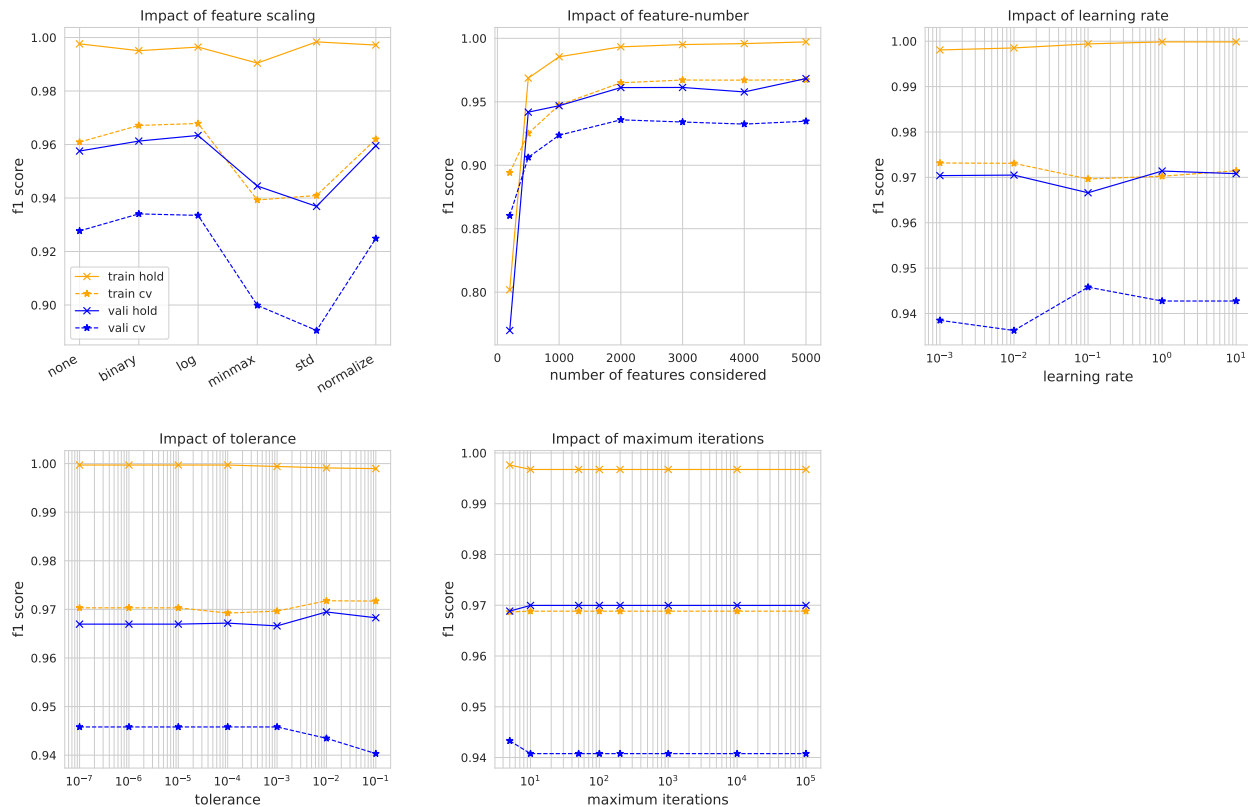 Impact of feature scaling
f1 score
1.00
0.98
0.96
0.94
0.92
0.90
train hold
train cv
vali hold
vali cv
none
binary
log
minmax
std
normalize
Impact of feature-number
f1 score
1.00
0.95
0.90
0.85
0.80
0
1000
2000
3000
4000
5000
number of features considered
Impact of learning rate
f1 score
1.00
0.99
0.98
0.97
0.96
0.95
0.94
10⁻³
10⁻²
10⁻¹
10⁰
10¹
learning rate
Impact of tolerance
f1 score
1.00
0.99
0.98
0.97
0.96
0.95
0.94
10⁻⁷
10⁻⁶
10⁻⁵
10⁻⁴
10⁻³
10⁻²
10⁻¹
tolerance
Impact of maximum iterations
f1 score
1.00
0.99
0.98
0.97
0.96
0.95
0.94
10¹
10²
10³
10⁴
10⁵
maximum iterations